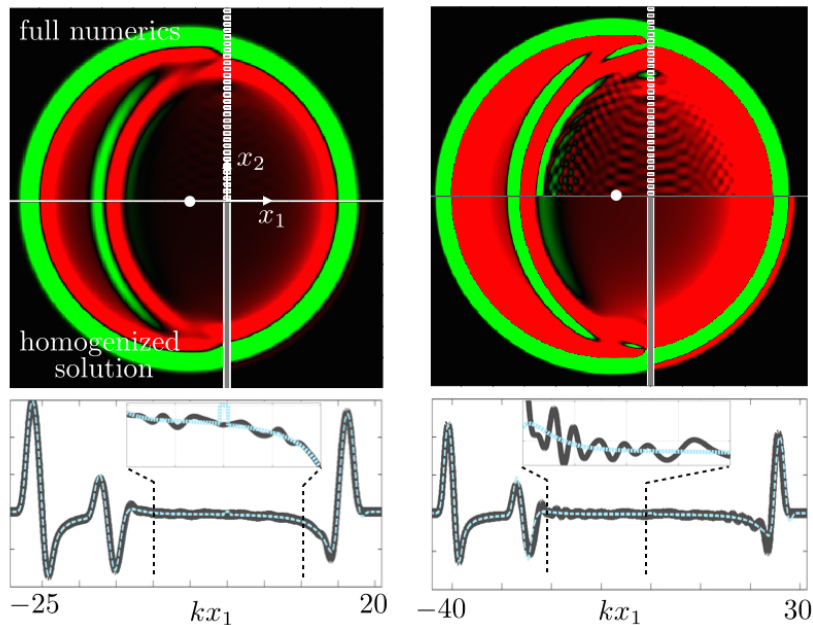 full numerics
x₂
x₁
homogenized
solution
−25 kx₁ 20
−40 kx₁ 30